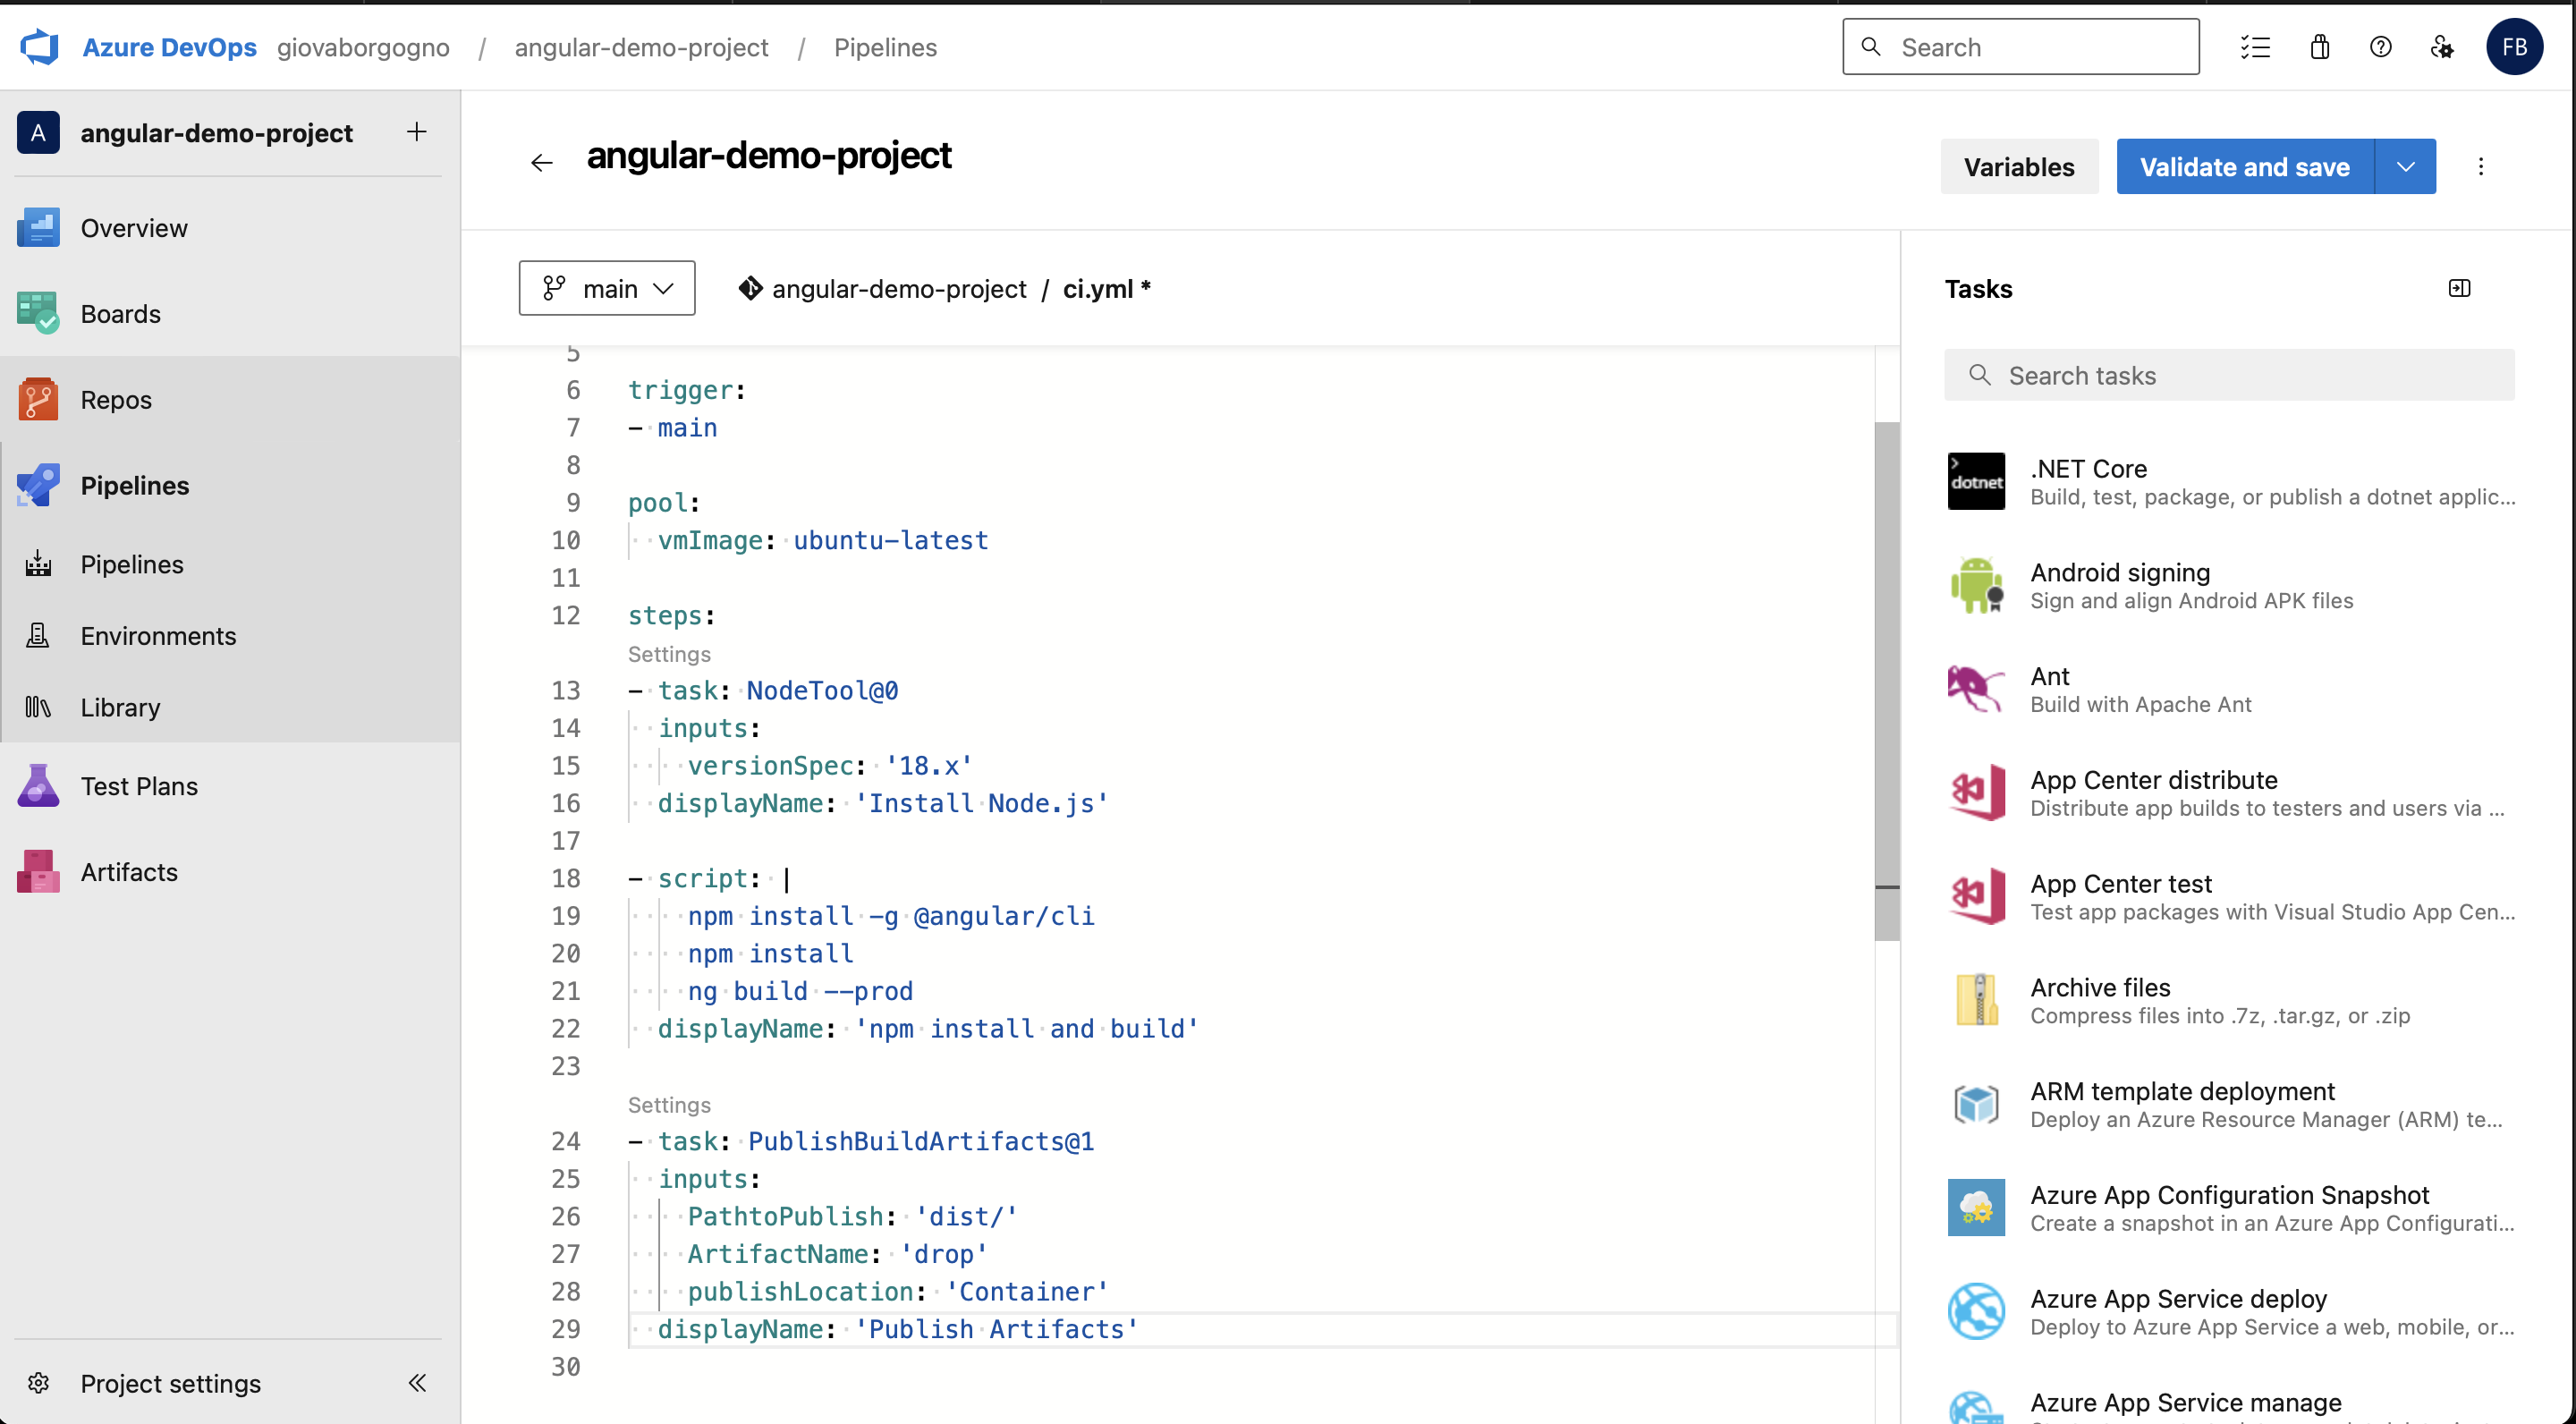 Azure DevOps giovaborgogno / angular-demo-project / Pipelines
Search
FB
A angular-demo-project +
Overview
Boards
Repos
Pipelines
Pipelines
Environments
Library
Test Plans
Artifacts
Project settings
angular-demo-project
Variables
Validate and save
main
angular-demo-project / ci.yml *
5
6 trigger:
7 - main
8
9 pool:
10 vmImage: ubuntu-latest
11
12 steps:
Settings
13 - task: NodeTool@0
14 inputs:
15 versionSpec: '18.x'
16 displayName: 'Install Node.js'
17
18 - script: |
19 npm install -g @angular/cli
20 npm install
21 ng build --prod
22 displayName: 'npm install and build'
23
Settings
24 - task: PublishBuildArtifacts@1
25 inputs:
26 PathtoPublish: 'dist/'
27 ArtifactName: 'drop'
28 publishLocation: 'Container'
29 displayName: 'Publish Artifacts'
30
Tasks
Search tasks
dotnet
.NET Core
Build, test, package, or publish a dotnet applic...
Android signing
Sign and align Android APK files
Ant
Build with Apache Ant
App Center distribute
Distribute app builds to testers and users via ...
App Center test
Test app packages with Visual Studio App Cen...
Archive files
Compress files into .7z, .tar.gz, or .zip
ARM template deployment
Deploy an Azure Resource Manager (ARM) te...
Azure App Configuration Snapshot
Create a snapshot in an Azure App Configurati...
Azure App Service deploy
Deploy to Azure App Service a web, mobile, or...
Azure App Service manage